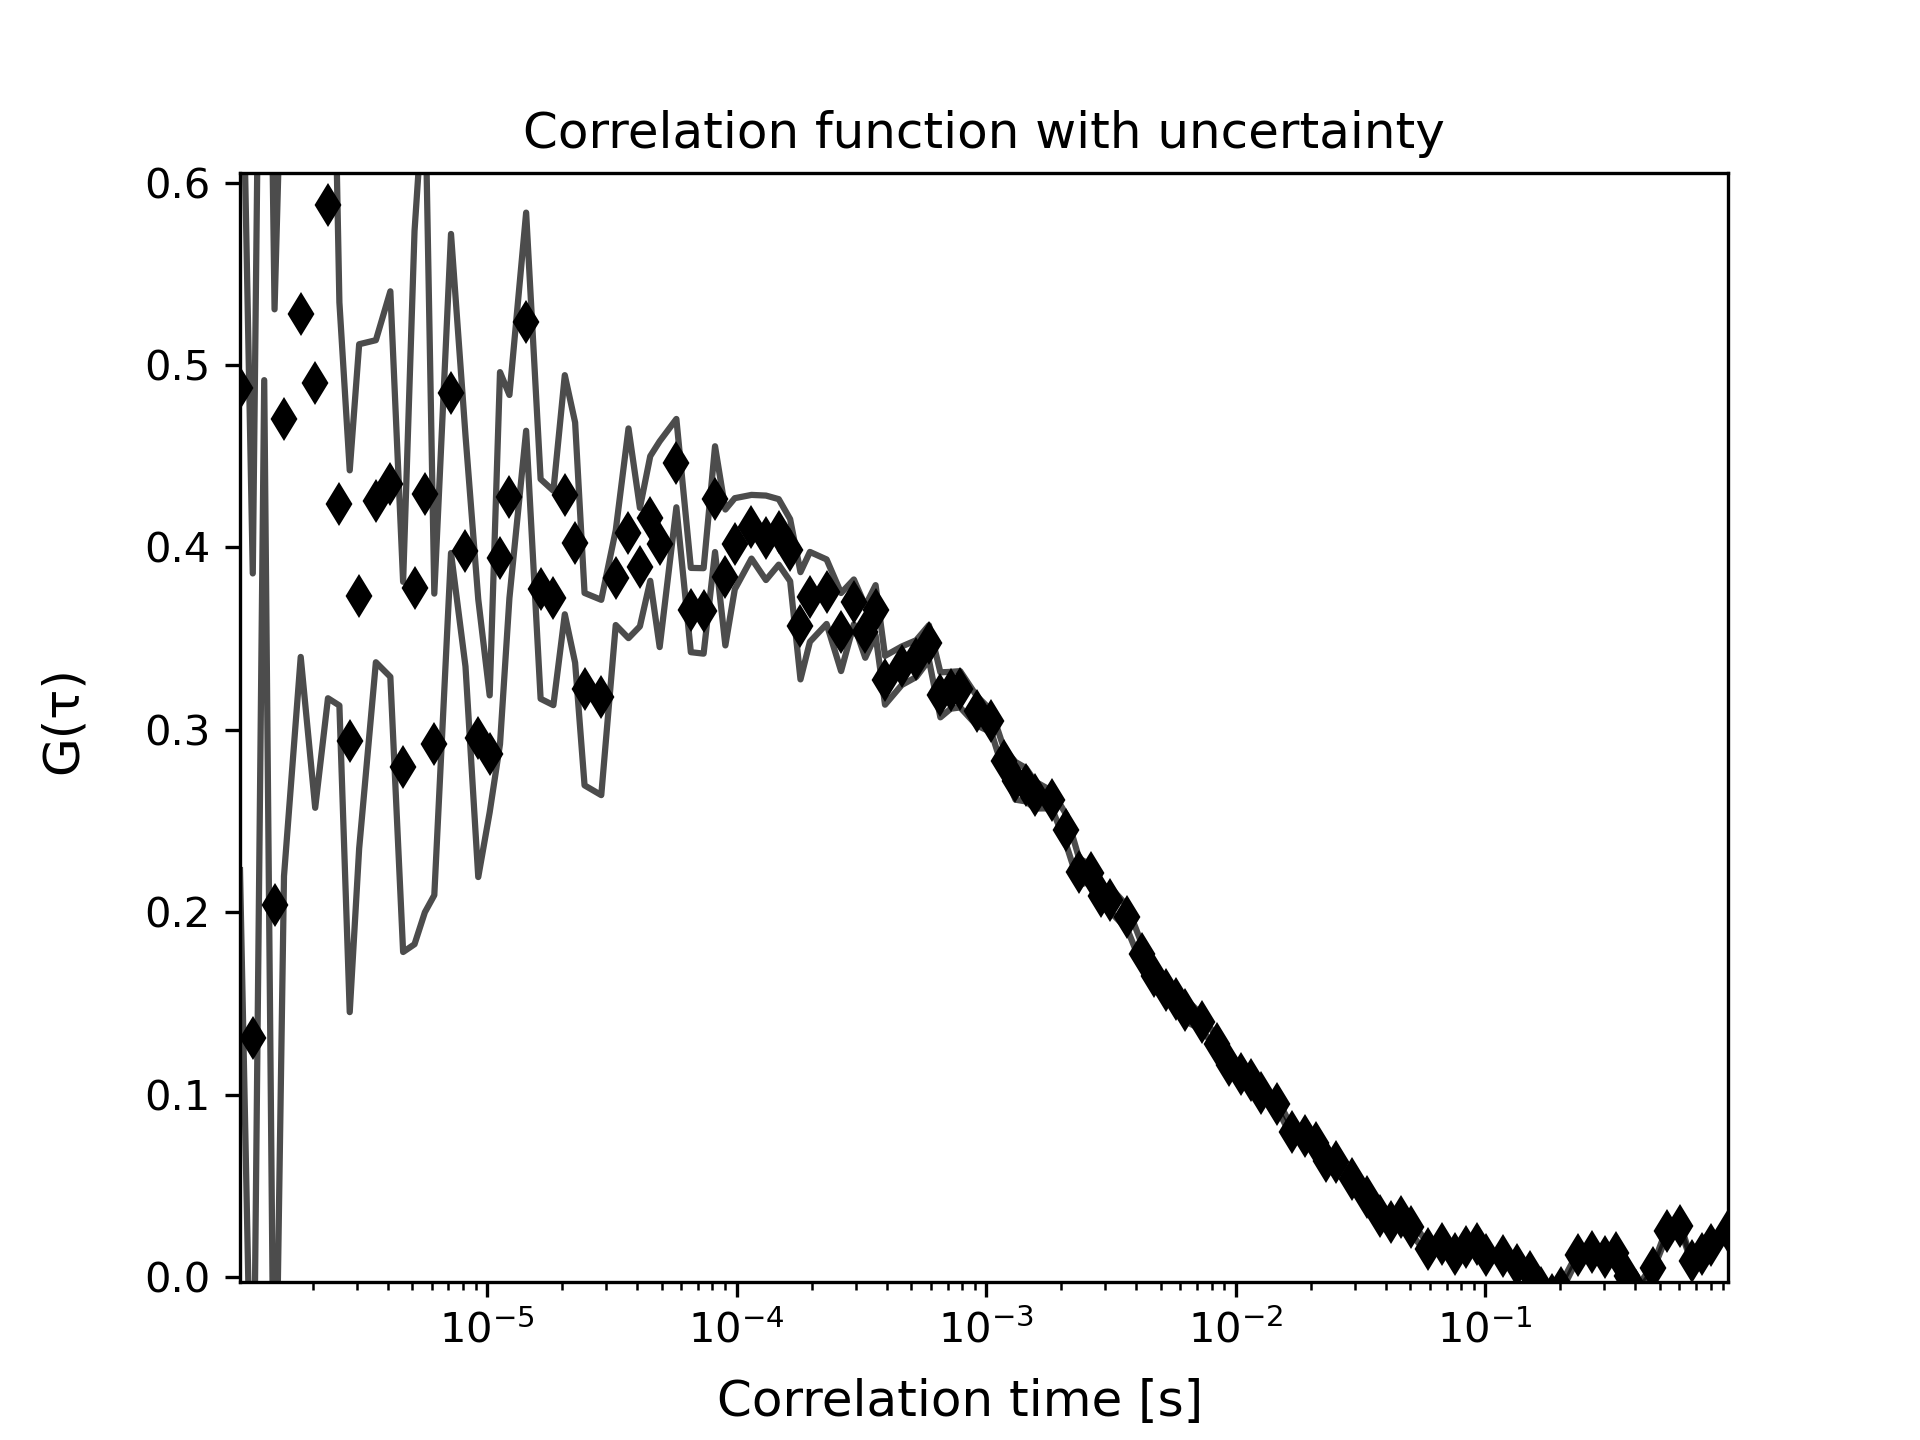 Correlation function with uncertainty
G(τ)
0.6
0.5
0.4
0.3
0.2
0.1
0.0
10⁻⁵ 10⁻⁴ 10⁻³ 10⁻² 10⁻¹
Correlation time [s]